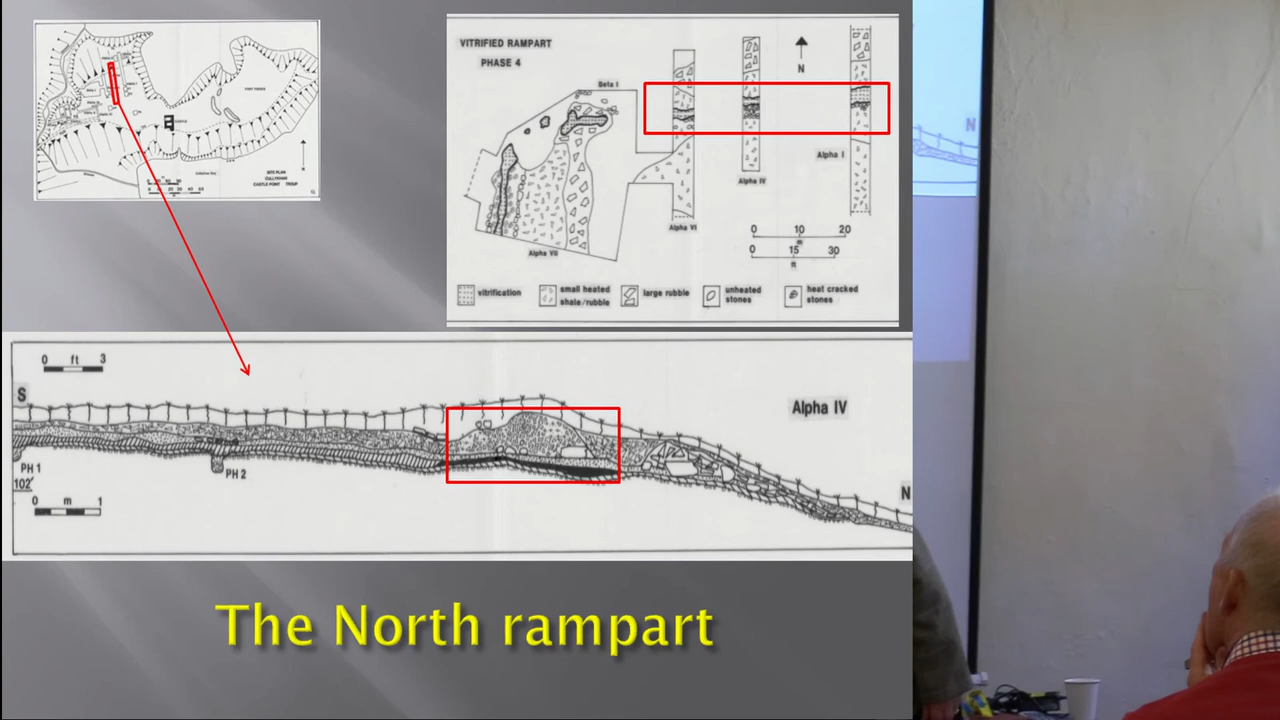 SITE PLAN
CULLYKHAN
CASTLE POINT TROUP
N
VITRIFIED RAMPART
PHASE 4
Beta I
N
Alpha I
Alpha IV
Alpha VI
Alpha VII
0 10 20
m
0 15 30
ft
vitrification
small heated
shale/rubble
large rubble
unheated
stones
heat cracked
stones
0 ft 3
S
Alpha IV
PH 1
102'
PH 2
0 m 1
N
The North rampart
N